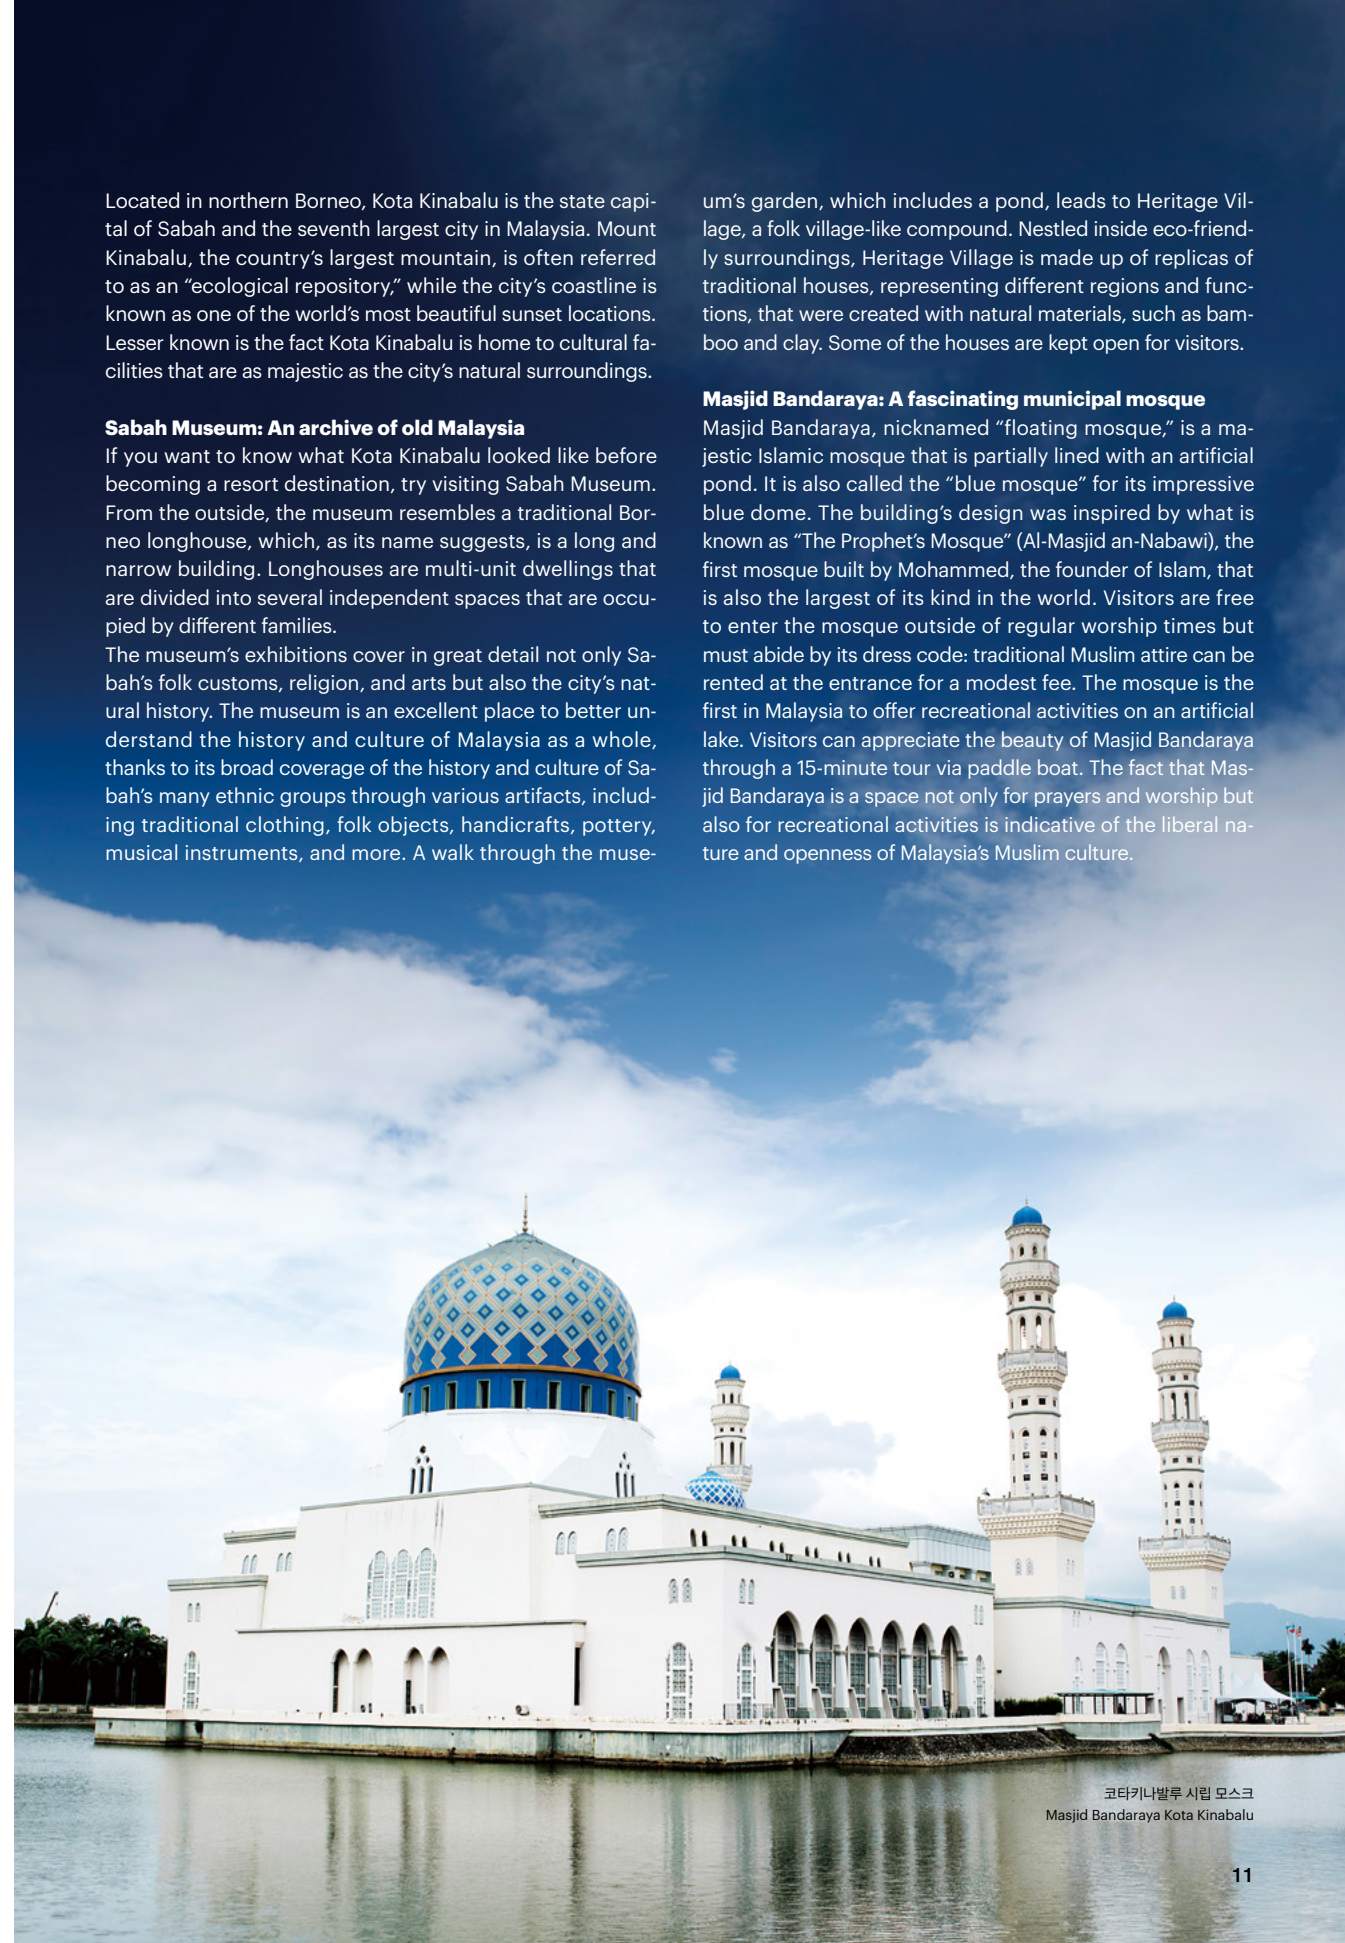 Located in northern Borneo, Kota Kinabalu is the state capi-
tal of Sabah and the seventh largest city in Malaysia. Mount
Kinabalu, the country’s largest mountain, is often referred
to as an “ecological repository,” while the city’s coastline is
known as one of the world’s most beautiful sunset locations.
Lesser known is the fact Kota Kinabalu is home to cultural fa-
cilities that are as majestic as the city’s natural surroundings.
Sabah Museum: An archive of old Malaysia
If you want to know what Kota Kinabalu looked like before
becoming a resort destination, try visiting Sabah Museum.
From the outside, the museum resembles a traditional Bor-
neo longhouse, which, as its name suggests, is a long and
narrow building. Longhouses are multi-unit dwellings that
are divided into several independent spaces that are occu-
pied by different families.
The museum’s exhibitions cover in great detail not only Sa-
bah’s folk customs, religion, and arts but also the city’s nat-
ural history. The museum is an excellent place to better un-
derstand the history and culture of Malaysia as a whole,
thanks to its broad coverage of the history and culture of Sa-
bah’s many ethnic groups through various artifacts, includ-
ing traditional clothing, folk objects, handicrafts, pottery,
musical instruments, and more. A walk through the muse-
um’s garden, which includes a pond, leads to Heritage Vil-
lage, a folk village-like compound. Nestled inside eco-friend-
ly surroundings, Heritage Village is made up of replicas of
traditional houses, representing different regions and func-
tions, that were created with natural materials, such as bam-
boo and clay. Some of the houses are kept open for visitors.
Masjid Bandaraya: A fascinating municipal mosque
Masjid Bandaraya, nicknamed “floating mosque,” is a ma-
jestic Islamic mosque that is partially lined with an artificial
pond. It is also called the “blue mosque” for its impressive
blue dome. The building’s design was inspired by what is
known as “The Prophet’s Mosque” (Al-Masjid an-Nabawi), the
first mosque built by Mohammed, the founder of Islam, that
is also the largest of its kind in the world. Visitors are free
to enter the mosque outside of regular worship times but
must abide by its dress code: traditional Muslim attire can be
rented at the entrance for a modest fee. The mosque is the
first in Malaysia to offer recreational activities on an artificial
lake. Visitors can appreciate the beauty of Masjid Bandaraya
through a 15-minute tour via paddle boat. The fact that Mas-
jid Bandaraya is a space not only for prayers and worship but
also for recreational activities is indicative of the liberal na-
ture and openness of Malaysia’s Muslim culture.
코타키나발루 시립 모스크
Masjid Bandaraya Kota Kinabalu
11